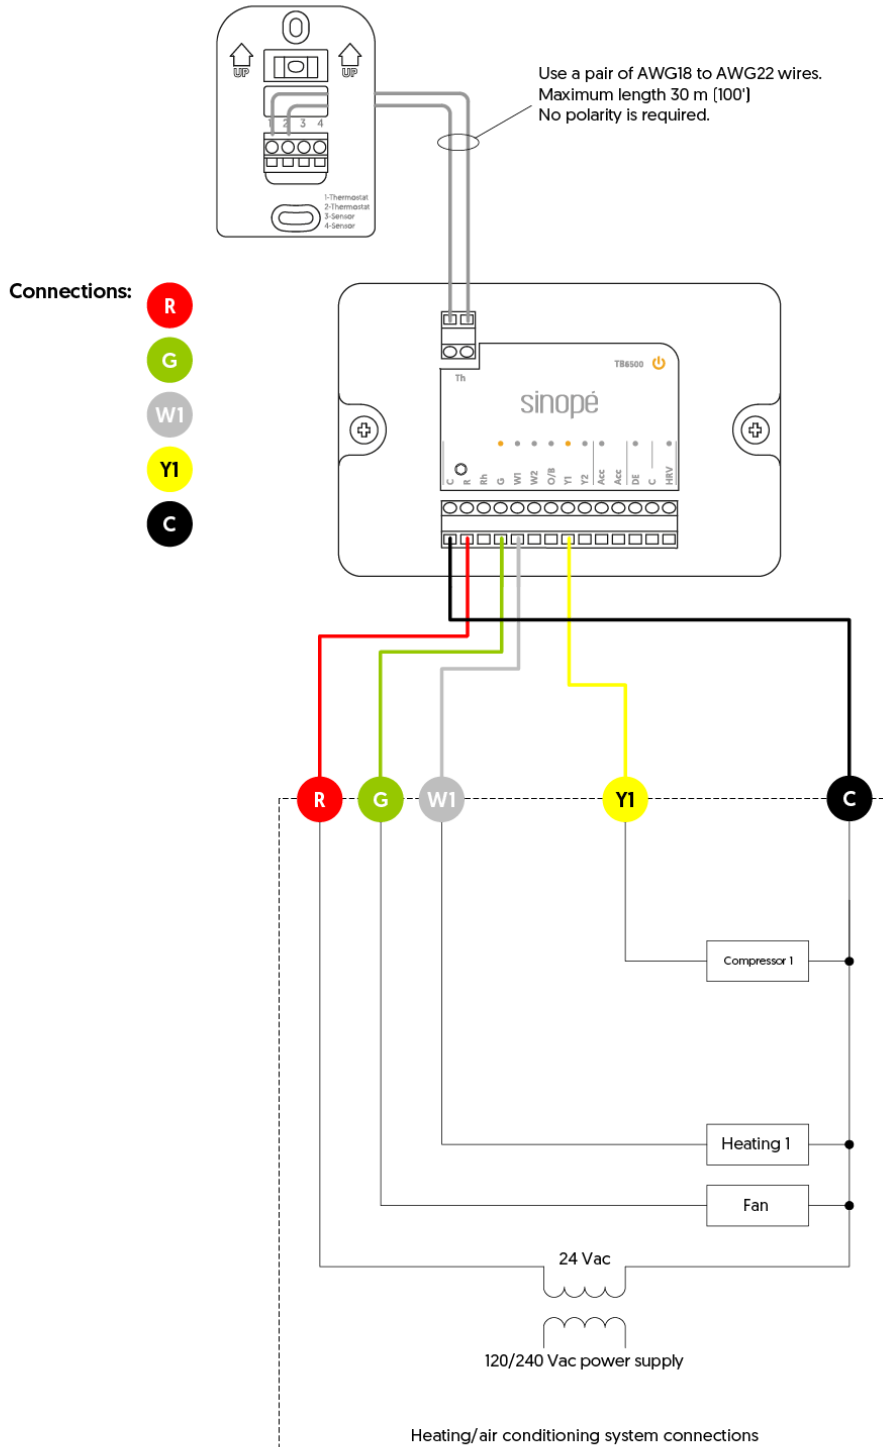 UP
UP
1 2 3 4
1-Thermostat
2-Thermostat
3-Sensor
4-Sensor
Use a pair of AWG18 to AWG22 wires.
Maximum length 30 m (100')
No polarity is required.
Connections:
R
G
W1
Y1
C
Th
TB6500
sinopé
C
R
Rh
G
W1
W2
O/B
Y1
Y2
Acc
Acc
DE
C
HRV
R
G
W1
Y1
C
Compressor 1
Heating 1
Fan
24 Vac
120/240 Vac power supply
Heating/air conditioning system connections